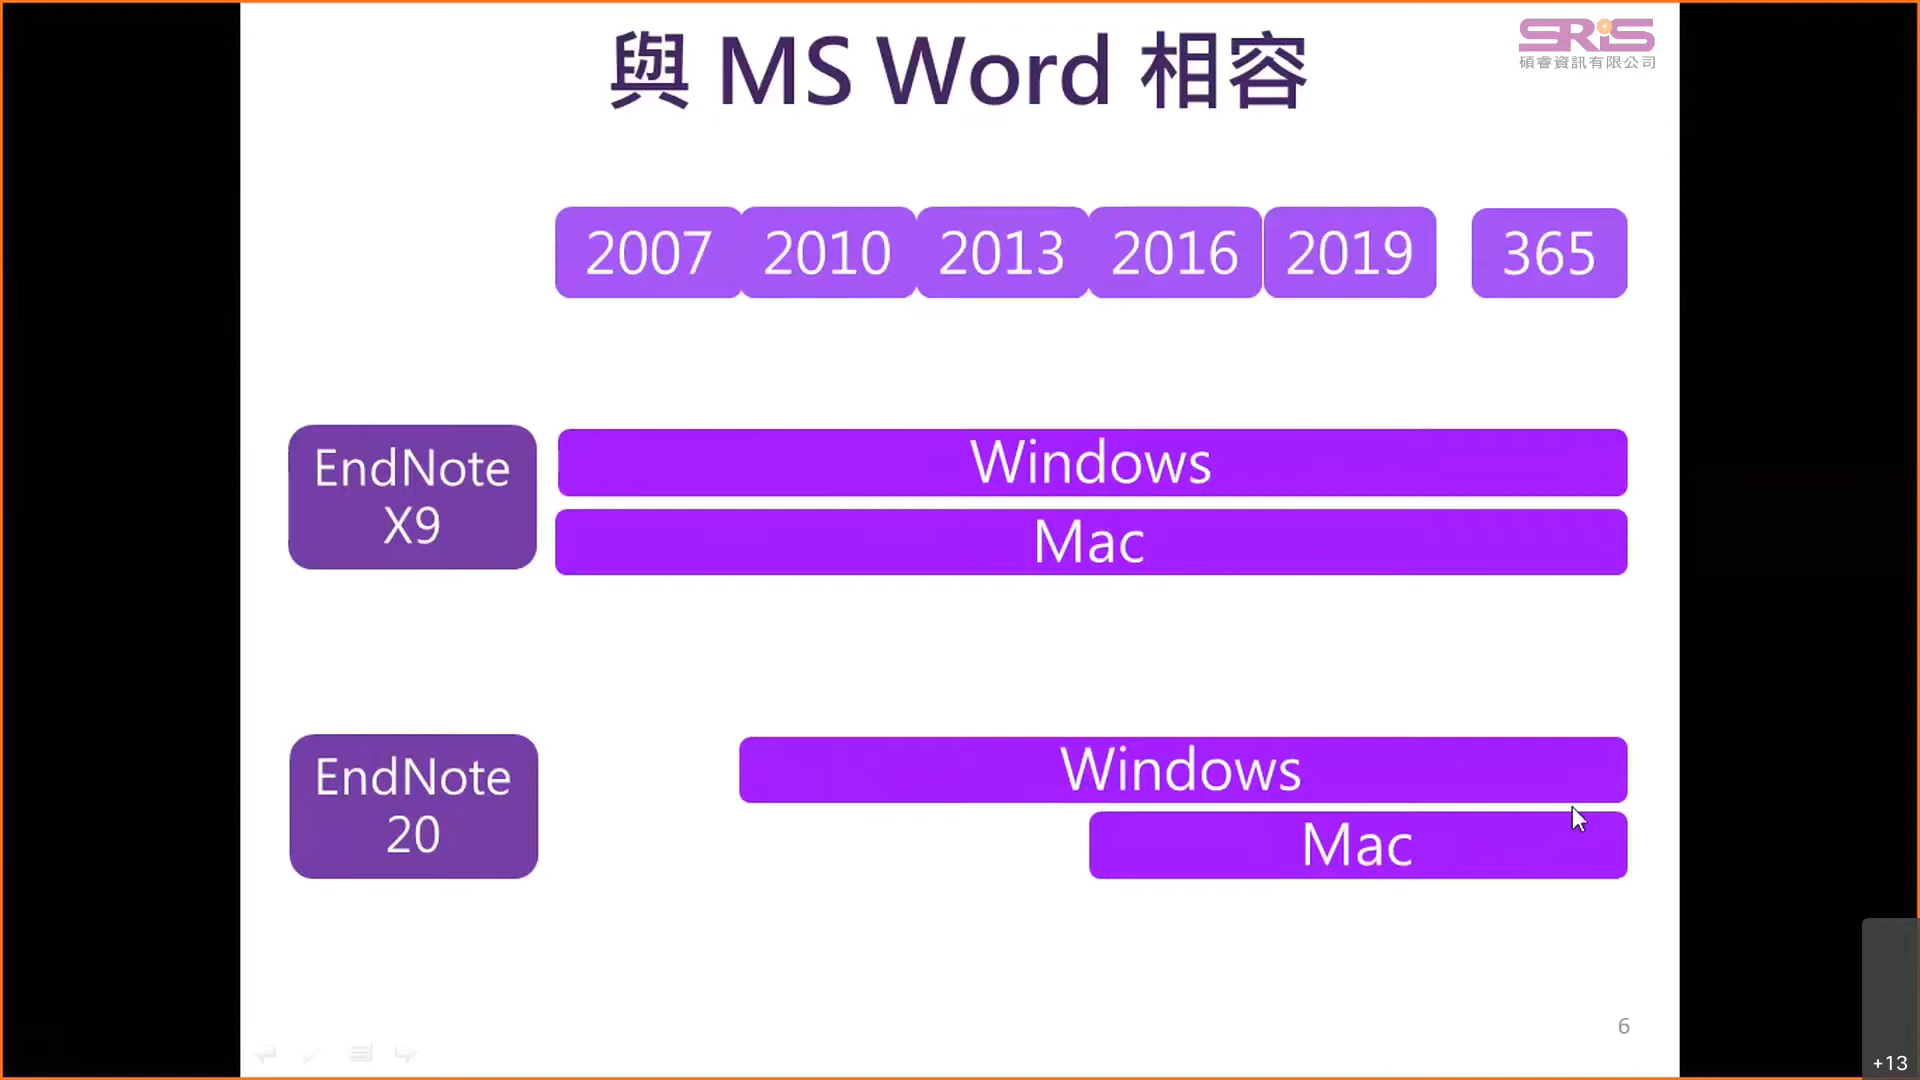 與 MS Word 相容
SRIS
碩睿資訊有限公司
2007 2010 2013 2016 2019 365
EndNote
X9
Windows
Mac
EndNote
20
Windows
Mac
6
+13